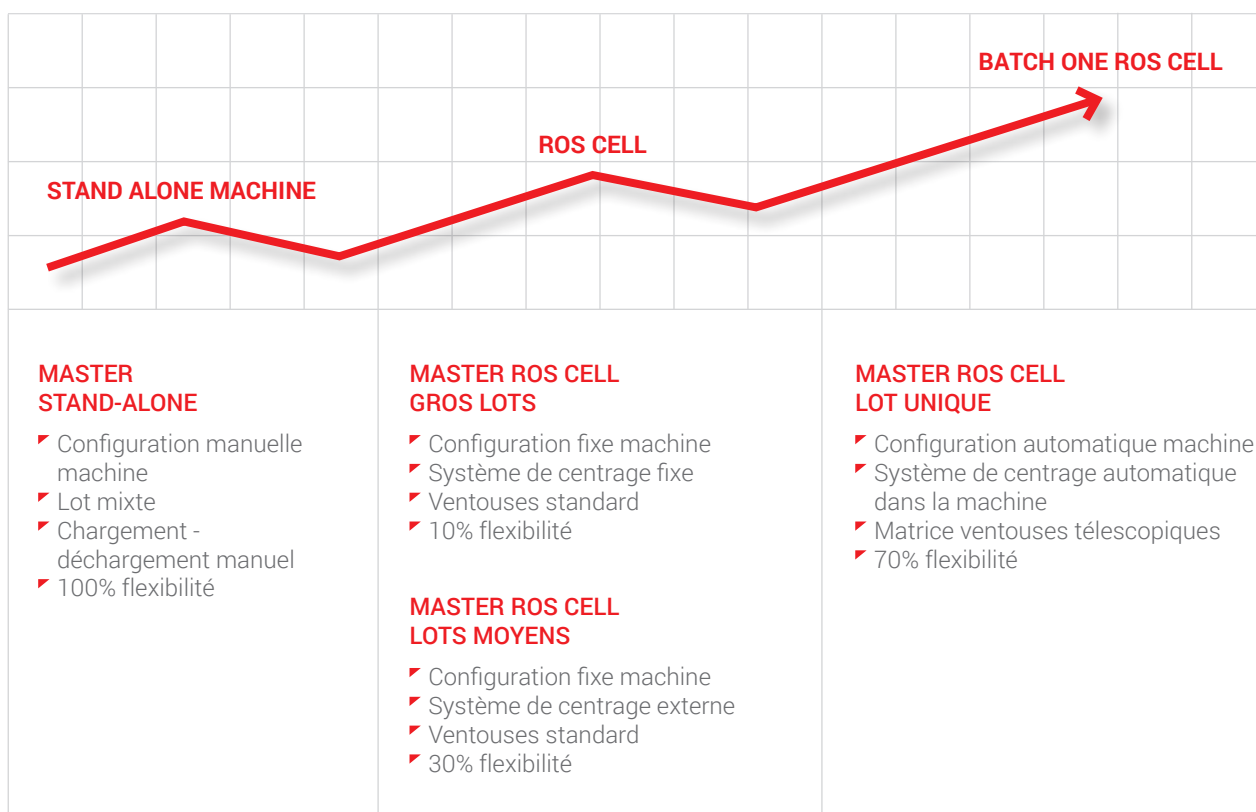 BATCH ONE ROS CELL
ROS CELL
STAND ALONE MACHINE
MASTER
STAND-ALONE
Configuration manuelle
machine
Lot mixte
Chargement -
déchargement manuel
100% flexibilité
MASTER ROS CELL
GROS LOTS
Configuration fixe machine
Système de centrage fixe
Ventouses standard
10% flexibilité
MASTER ROS CELL
LOTS MOYENS
Configuration fixe machine
Système de centrage externe
Ventouses standard
30% flexibilité
MASTER ROS CELL
LOT UNIQUE
Configuration automatique machine
Système de centrage automatique
dans la machine
Matrice ventouses télescopiques
70% flexibilité